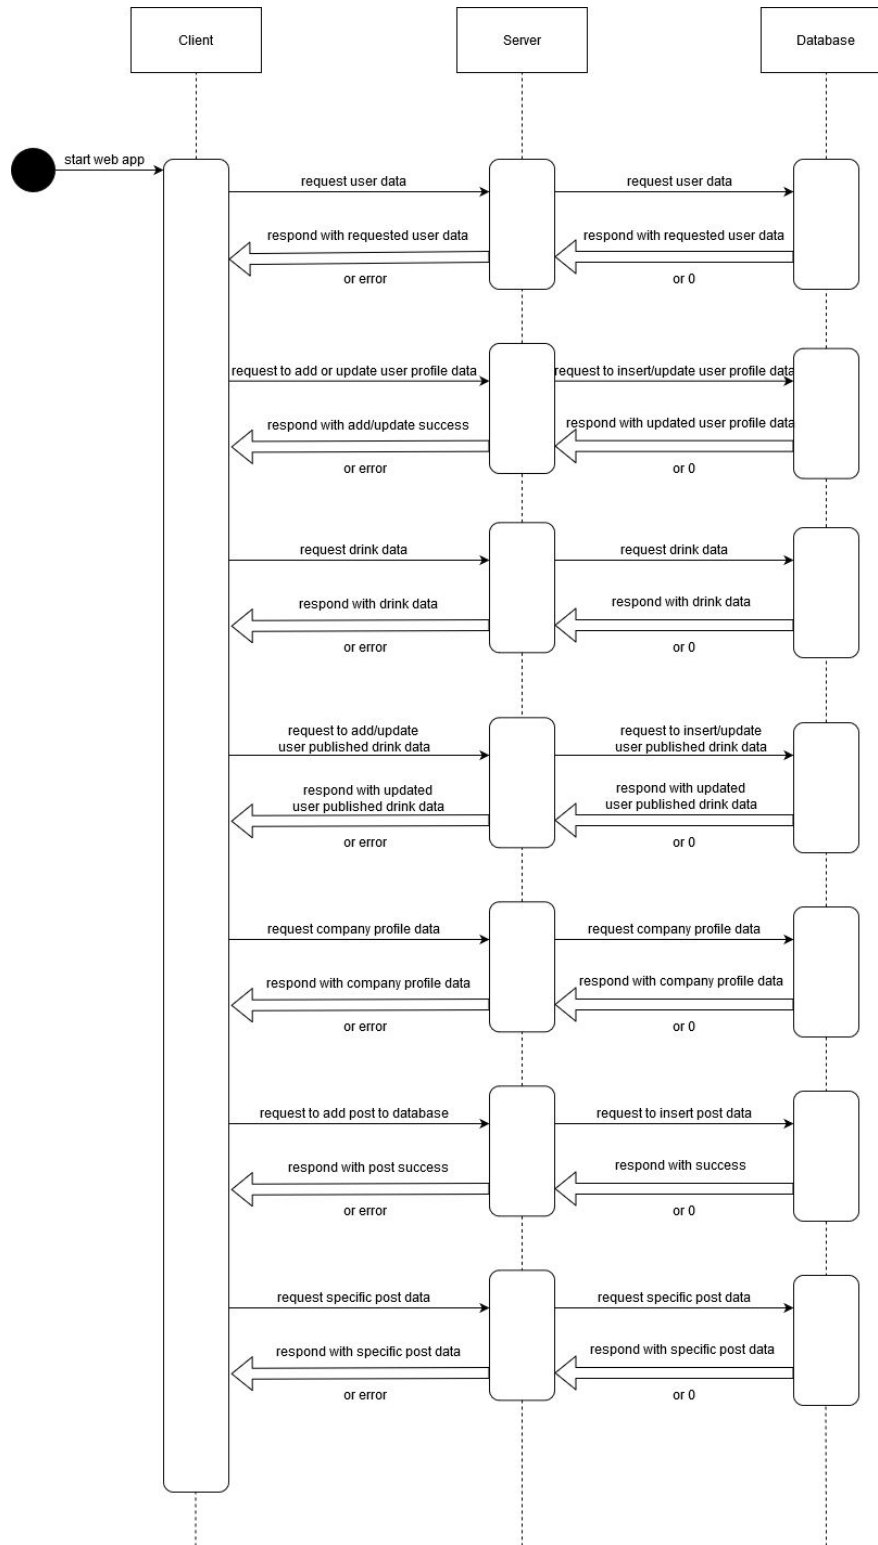 Client
Server
Database
start web app
request user data
request user data
respond with requested user data
respond with requested user data
or error
or 0
request to add or update user profile data
request to insert/update user profile data
respond with add/update success
respond with updated user profile data
or error
or 0
request drink data
request drink data
respond with drink data
respond with drink data
or error
or 0
request to add/update
user published drink data
request to insert/update
user published drink data
respond with updated
user published drink data
respond with updated
user published drink data
or error
or 0
request company profile data
request company profile data
respond with company profile data
respond with company profile data
or error
or 0
request to add post to database
request to insert post data
respond with post success
respond with success
or error
or 0
request specific post data
request specific post data
respond with specific post data
respond with specific post data
or error
or 0